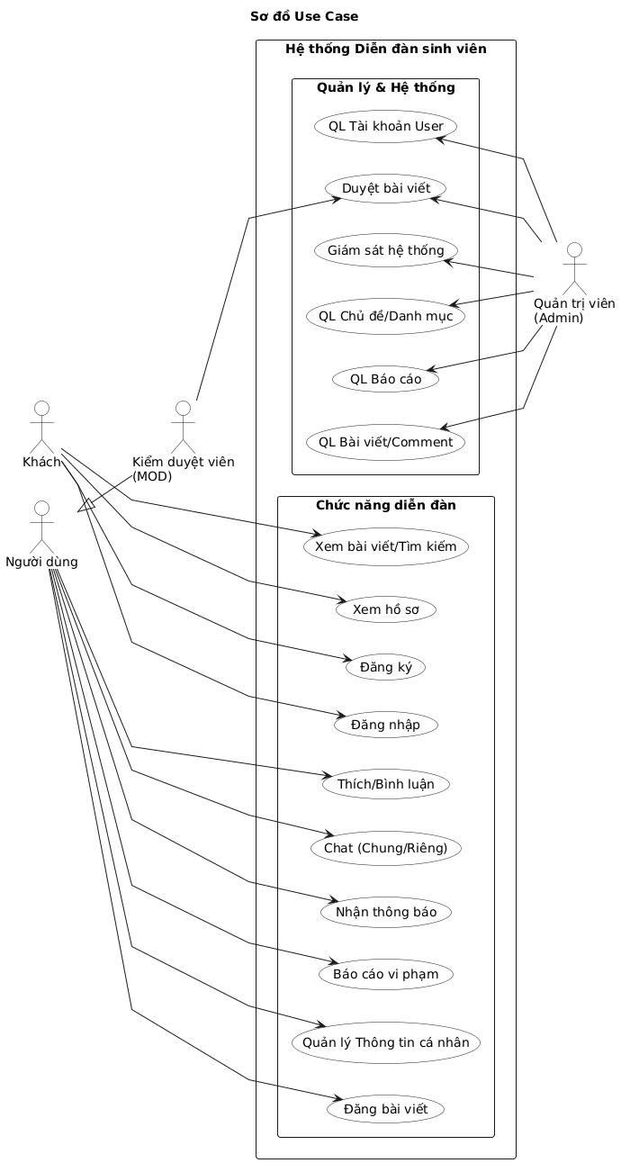 Sơ đồ Use Case
Hệ thống Diễn đàn sinh viên
Quản lý & Hệ thống
QL Tài khoản User
Duyệt bài viết
Giám sát hệ thống
QL Chủ đề/Danh mục
QL Báo cáo
QL Bài viết/Comment
Quản trị viên
(Admin)
Khách
Kiểm duyệt viên
(MOD)
Người dùng
Chức năng diễn đàn
Xem bài viết/Tìm kiếm
Xem hồ sơ
Đăng ký
Đăng nhập
Thích/Bình luận
Chat (Chung/Riêng)
Nhận thông báo
Báo cáo vi phạm
Quản lý Thông tin cá nhân
Đăng bài viết